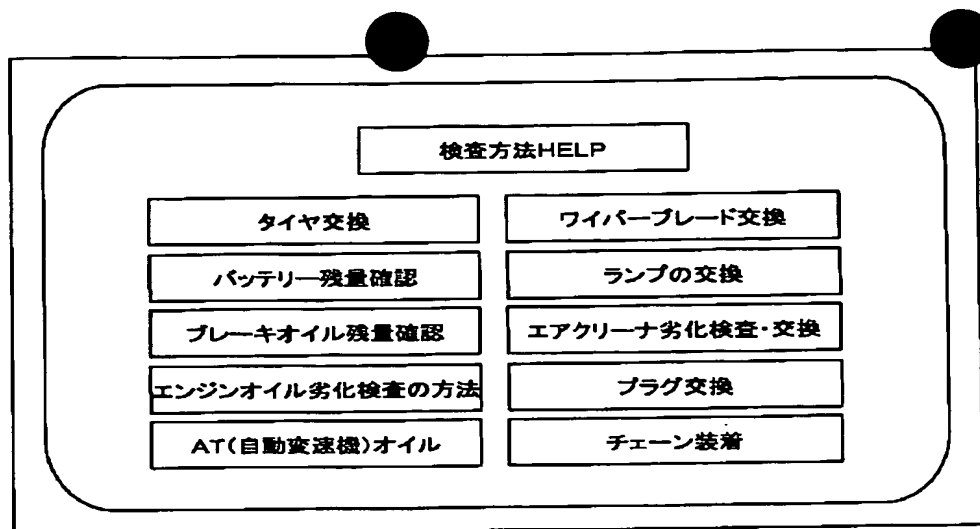 検査方法HELP
タイヤ交換
ワイパーブレード交換
バッテリー残量確認
ランプの交換
ブレーキオイル残量確認
エアクリーナ劣化検査・交換
エンジンオイル劣化検査の方法
プラグ交換
AT(自動変速機)オイル
チェーン装着